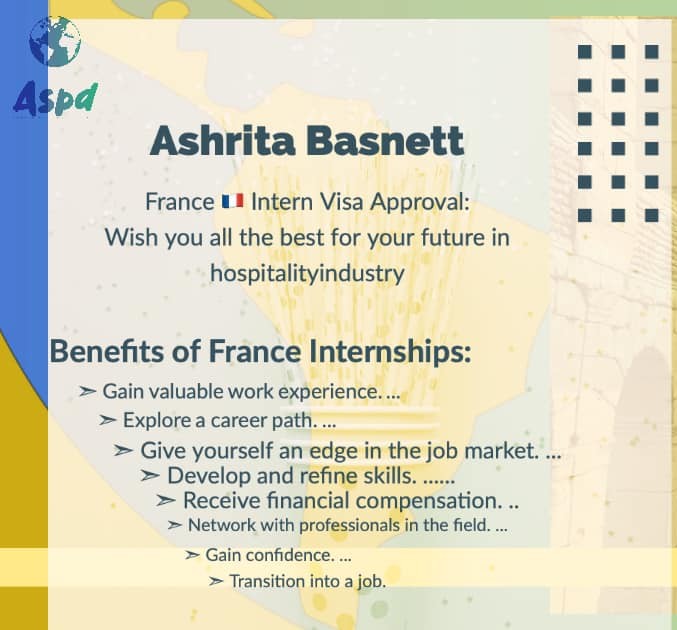 Aspd
Ashrita Basnett
France 🇫🇷 Intern Visa Approval:
Wish you all the best for your future in
hospitalityindustry
Benefits of France Internships:
➣ Gain valuable work experience. ...
➣ Explore a career path. ...
➣ Give yourself an edge in the job market. ...
➣ Develop and refine skills. ......
➣ Receive financial compensation. ..
➣ Network with professionals in the field. ...
➣ Gain confidence. ...
➣ Transition into a job.